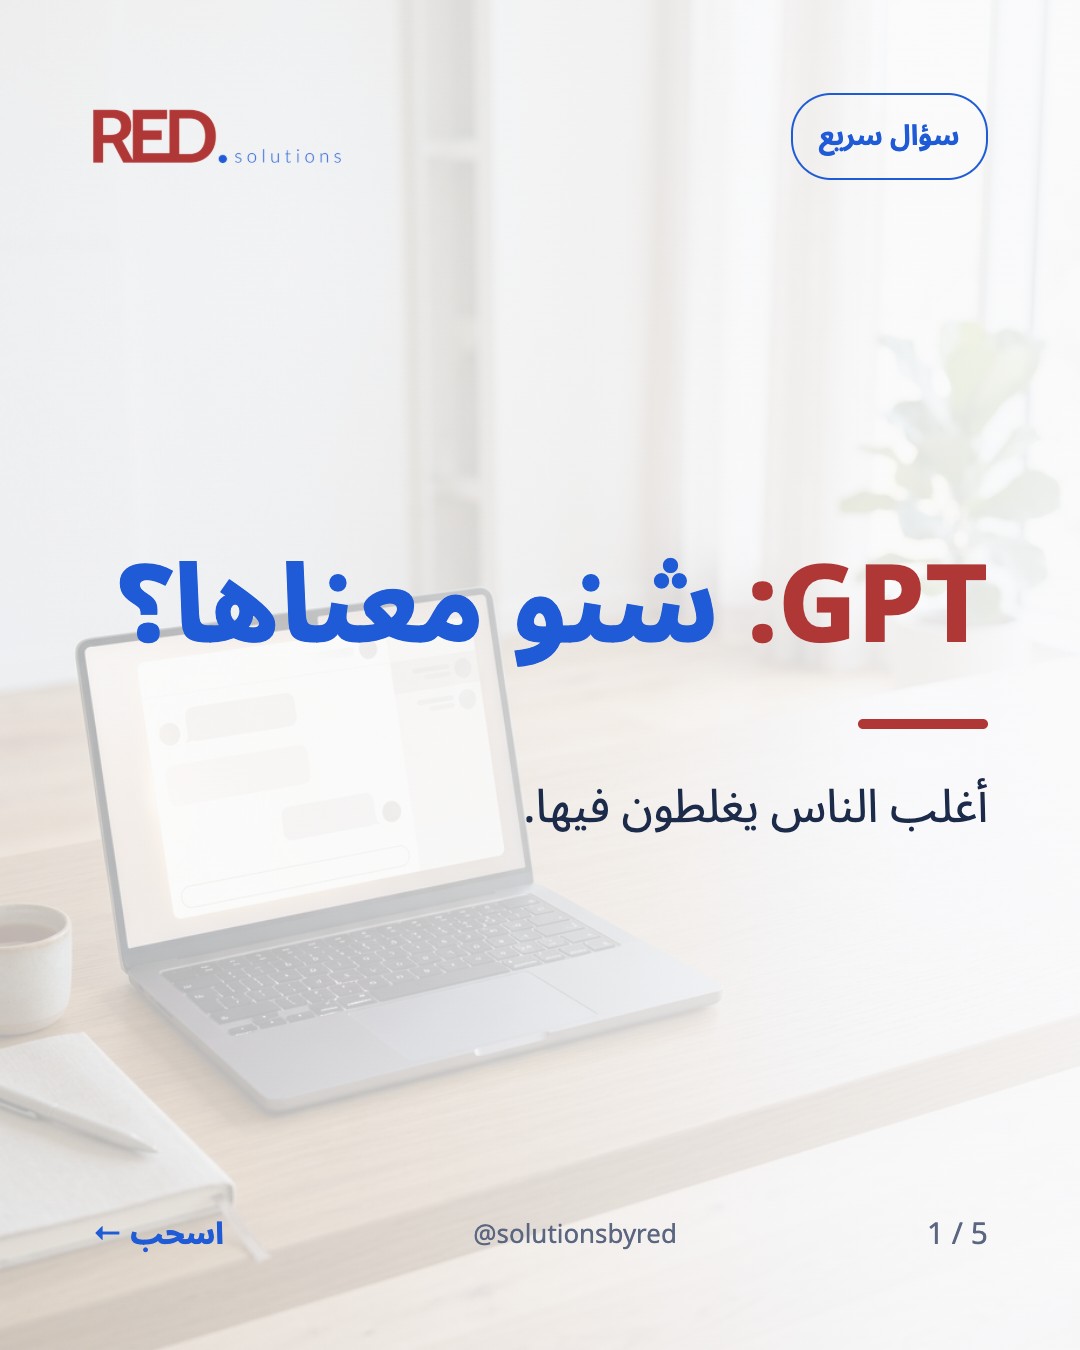 RED.solutions
سؤال سريع
GPT: شنو معناها؟
أغلب الناس يغلطون فيها.
اسحب ←
@solutionsbyred
1 / 5